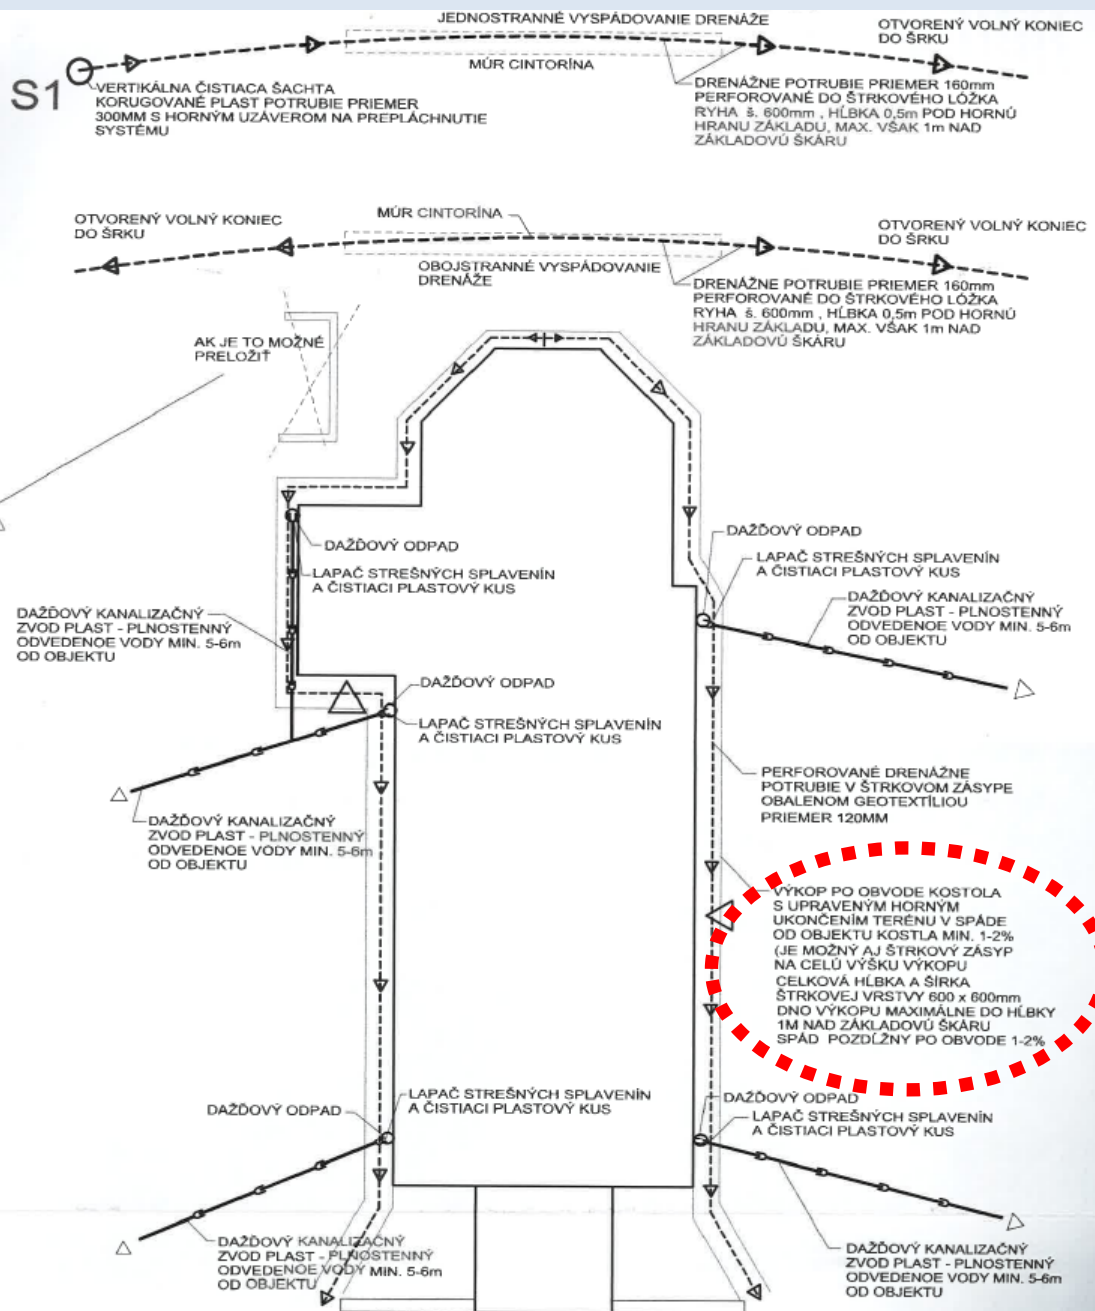 JEDNOSTRANNÉ VYSPÁDOVANIE DRENÁŽE
OTVORENÝ VOLNÝ KONIEC
DO ŠRKU
MÚR CINTORÍNA
S1
VERTIKÁLNA ČISTIACA ŠACHTA
KORUGOVANÉ PLAST POTRUBIE PRIEMER
300MM S HORNÝM UZÁVEROM NA PREPLÁCHNUTIE
SYSTÉMU
DRENÁŽNE POTRUBIE PRIEMER 160mm
PERFOROVANÉ DO ŠTRKOVÉHO LÓŽKA
RYHA š. 600mm , HĹBKA 0,5m POD HORNÚ
HRANU ZÁKLADU, MAX. VŠAK 1m NAD
ZÁKLADOVÚ ŠKÁRU
OTVORENÝ VOLNÝ KONIEC
DO ŠRKU
MÚR CINTORÍNA
OTVORENÝ VOLNÝ KONIEC
DO ŠRKU
OBOJSTRANNÉ VYSPÁDOVANIE
DRENÁŽE
DRENÁŽNE POTRUBIE PRIEMER 160mm
PERFOROVANÉ DO ŠTRKOVÉHO LÓŽKA
RYHA š. 600mm , HĹBKA 0,5m POD HORNÚ
HRANU ZÁKLADU, MAX. VŠAK 1m NAD
ZÁKLADOVÚ ŠKÁRU
AK JE TO MOŽNÉ
PRELOŽIŤ
DAŽĎOVÝ ODPAD
LAPAČ STREŠNÝCH SPLAVENÍN
A ČISTIACI PLASTOVÝ KUS
DAŽĎOVÝ ODPAD
LAPAČ STREŠNÝCH SPLAVENÍN
A ČISTIACI PLASTOVÝ KUS
DAŽĎOVÝ KANALIZAČNÝ
ZVOD PLAST - PLNOSTENNÝ
ODVEDENOE VODY MIN. 5-6m
OD OBJEKTU
DAŽĎOVÝ KANALIZAČNÝ
ZVOD PLAST - PLNOSTENNÝ
ODVEDENOE VODY MIN. 5-6m
OD OBJEKTU
DAŽĎOVÝ ODPAD
LAPAČ STREŠNÝCH SPLAVENÍN
A ČISTIACI PLASTOVÝ KUS
PERFOROVANÉ DRENÁŽNE
POTRUBIE V ŠTRKOVOM ZÁSYPE
OBALENOM GEOTEXTÍLIOU
PRIEMER 120MM
DAŽĎOVÝ KANALIZAČNÝ
ZVOD PLAST - PLNOSTENNÝ
ODVEDENOE VODY MIN. 5-6m
OD OBJEKTU
VÝKOP PO OBVODE KOSTOLA
S UPRAVENÝM HORNÝM
UKONČENÍM TERÉNU V SPÁDE
OD OBJEKTU KOSTLA MIN. 1-2%
(JE MOŽNÝ AJ ŠTRKOVÝ ZÁSYP
NA CELÚ VÝŠKU VÝKOPU
CELKOVÁ HĹBKA A ŠÍRKA
ŠTRKOVEJ VRSTVY 600 x 600mm
DNO VÝKOPU MAXIMÁLNE DO HĹBKY
1M NAD ZÁKLADOVÚ ŠKÁRU
SPÁD POZDĹŽNY PO OBVODE 1-2%
DAŽĎOVÝ ODPAD
LAPAČ STREŠNÝCH SPLAVENÍN
A ČISTIACI PLASTOVÝ KUS
DAŽĎOVÝ ODPAD
LAPAČ STREŠNÝCH SPLAVENÍN
A ČISTIACI PLASTOVÝ KUS
DAŽĎOVÝ KANALIZAČNÝ
ZVOD PLAST - PLNOSTENNÝ
ODVEDENOE VODY MIN. 5-6m
OD OBJEKTU
DAŽĎOVÝ KANALIZAČNÝ
ZVOD PLAST - PLNOSTENNÝ
ODVEDENOE VODY MIN. 5-6m
OD OBJEKTU